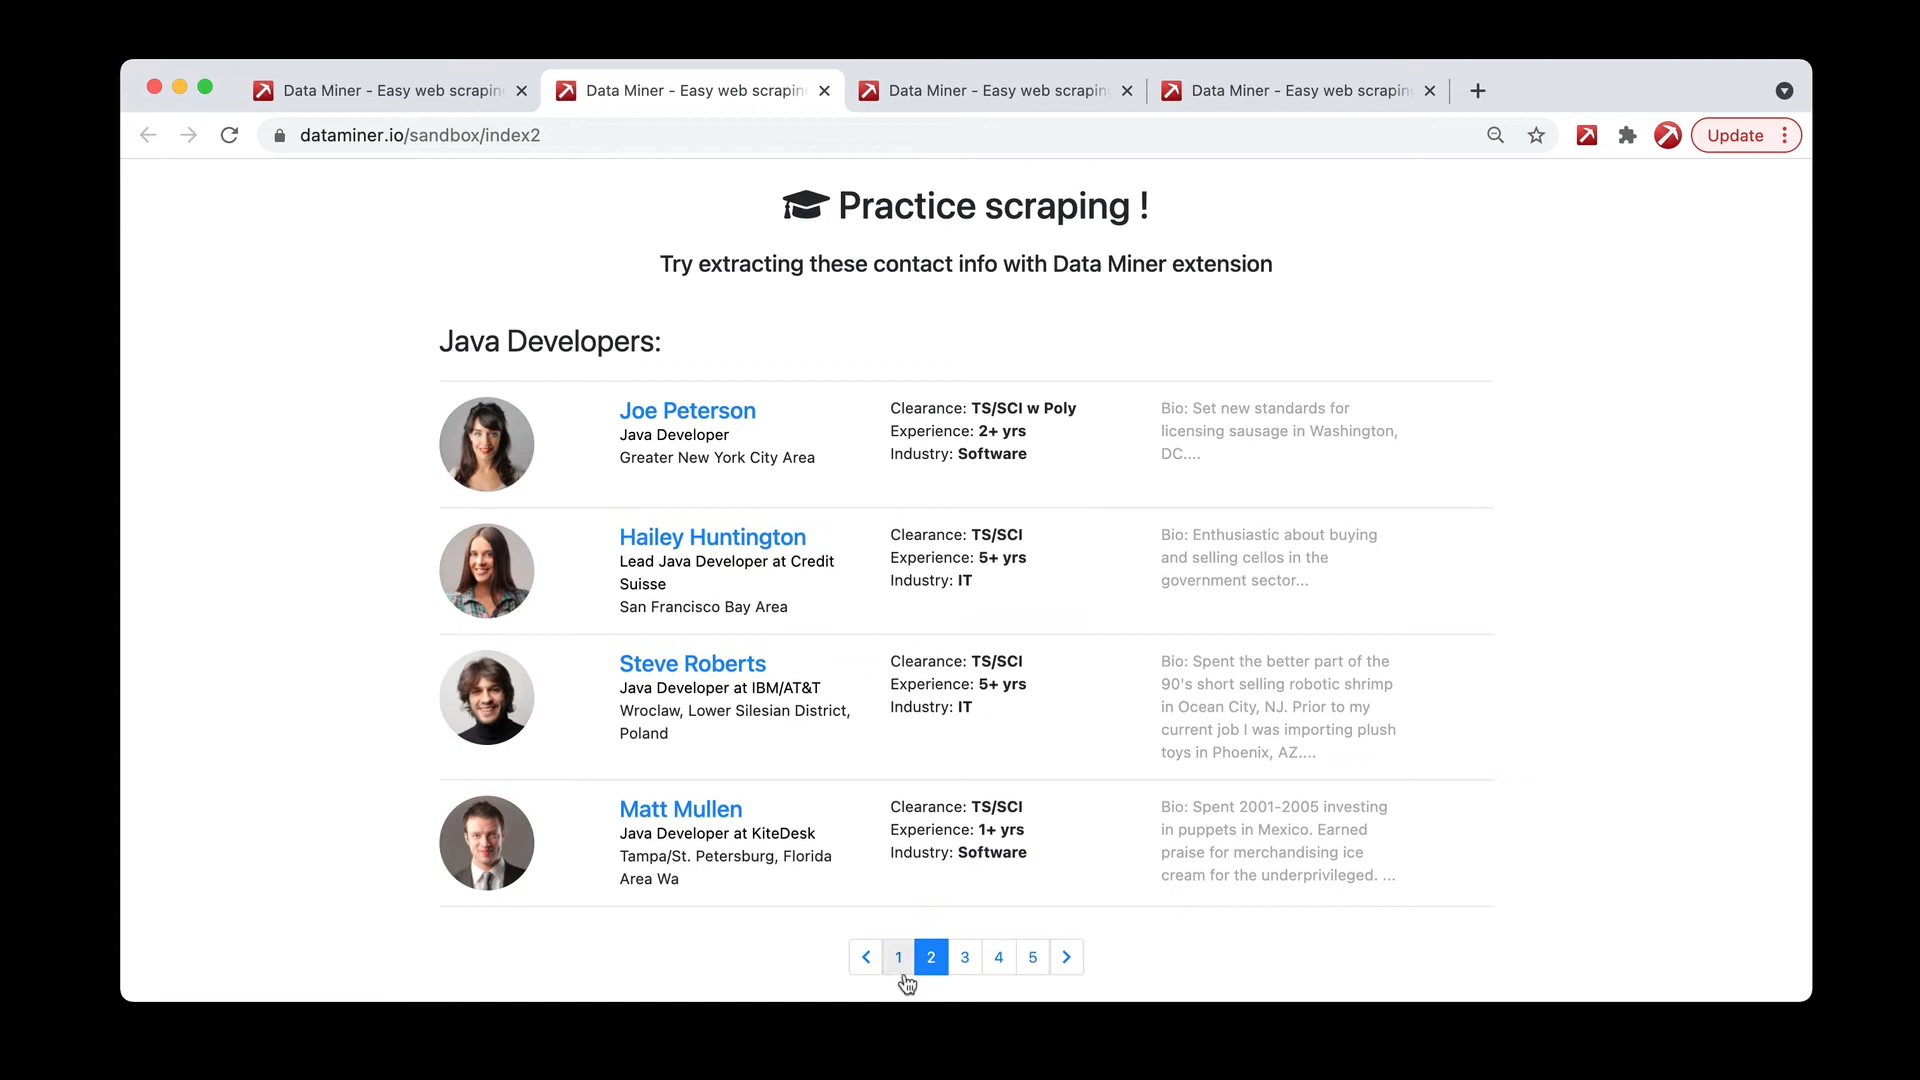 Data Miner - Easy web scraping
Data Miner - Easy web scrapin
Data Miner - Easy web scraping
Data Miner - Easy web scraping
dataminer.io/sandbox/index2
Update
Practice scraping !
Try extracting these contact info with Data Miner extension
Java Developers:
Joe Peterson
Java Developer
Greater New York City Area
Clearance: TS/SCI w Poly
Experience: 2+ yrs
Industry: Software
Bio: Set new standards for
licensing sausage in Washington,
DC....
Hailey Huntington
Lead Java Developer at Credit
Suisse
San Francisco Bay Area
Clearance: TS/SCI
Experience: 5+ yrs
Industry: IT
Bio: Enthusiastic about buying
and selling cellos in the
government sector...
Steve Roberts
Java Developer at IBM/AT&T
Wroclaw, Lower Silesian District,
Poland
Clearance: TS/SCI
Experience: 5+ yrs
Industry: IT
Bio: Spent the better part of the
90's short selling robotic shrimp
in Ocean City, NJ. Prior to my
current job I was importing plush
toys in Phoenix, AZ....
Matt Mullen
Java Developer at KiteDesk
Tampa/St. Petersburg, Florida
Area Wa
Clearance: TS/SCI
Experience: 1+ yrs
Industry: Software
Bio: Spent 2001-2005 investing
in puppets in Mexico. Earned
praise for merchandising ice
cream for the underprivileged. ...
1 2 3 4 5